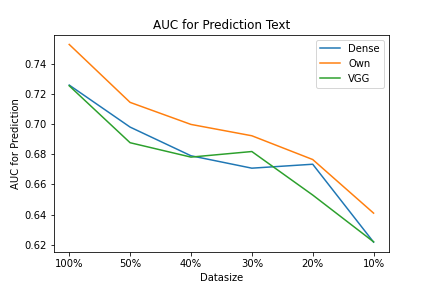 AUC for Prediction Text
Dense
Own
VGG
AUC for Prediction
0.74
0.72
0.70
0.68
0.66
0.64
0.62
100% 50% 40% 30% 20% 10%
Datasize